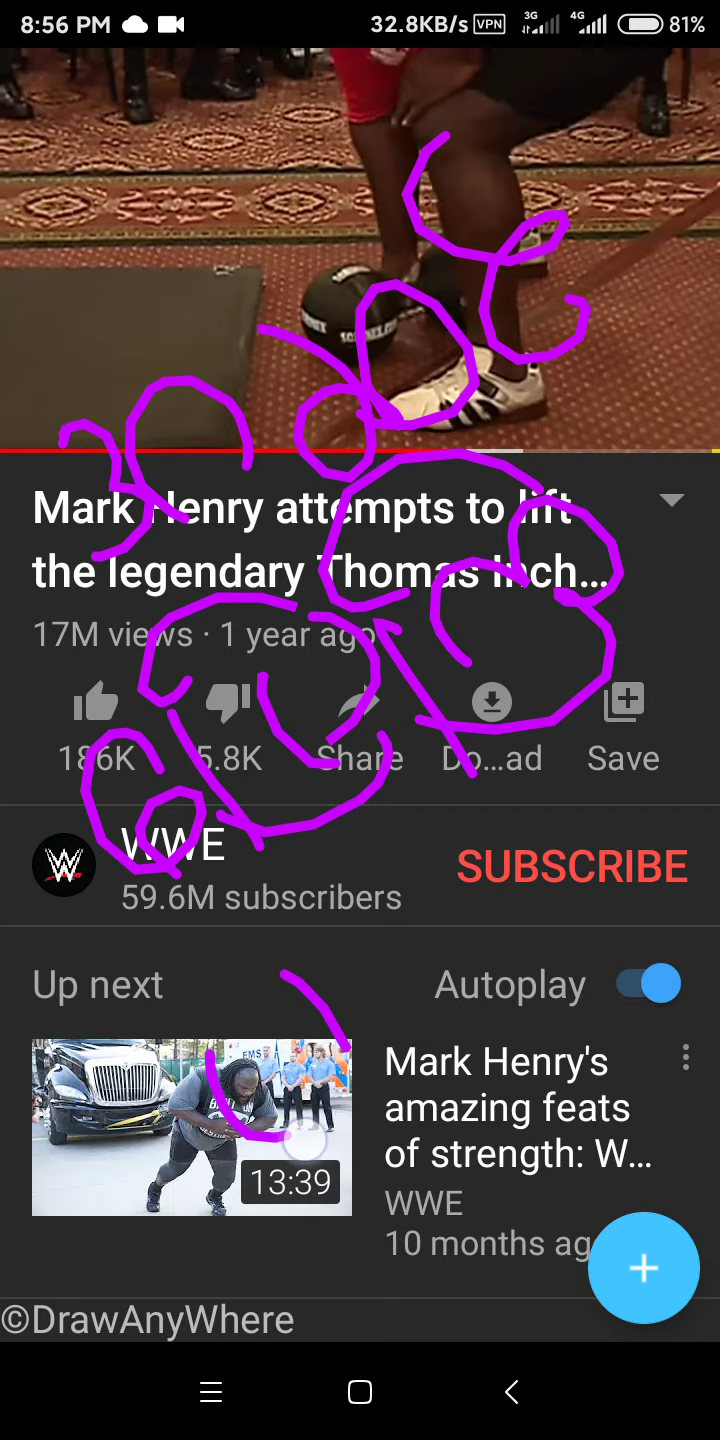 8:56 PM 32.8KB/s VPN 3G 4G 81%
Mark Henry attempts to lift
the legendary Thomas Inch...
17M views · 1 year ago
186K 5.8K Share Do...ad Save
WWE
59.6M subscribers
SUBSCRIBE
Up next Autoplay
EMS
13:39
Mark Henry's
amazing feats
of strength: W...
WWE
10 months ag
©DrawAnyWhere